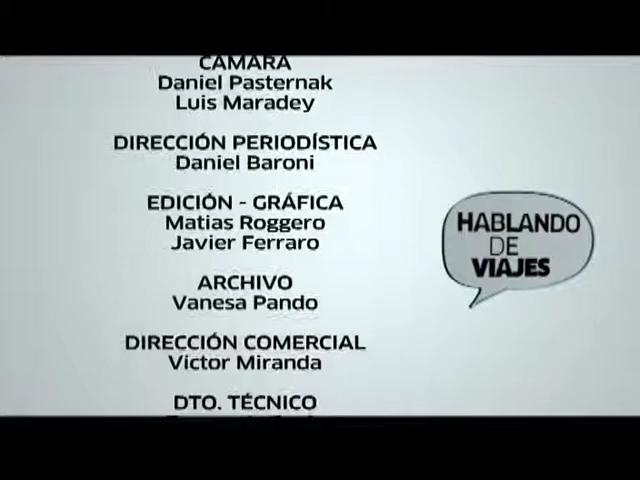 CÁMARA
Daniel Pasternak
Luis Maradey
DIRECCIÓN PERIODÍSTICA
Daniel Baroni
EDICIÓN - GRÁFICA
Matias Roggero
Javier Ferraro
ARCHIVO
Vanesa Pando
DIRECCIÓN COMERCIAL
Victor Miranda
DTO. TÉCNICO
HABLANDO
DE
VIAJES